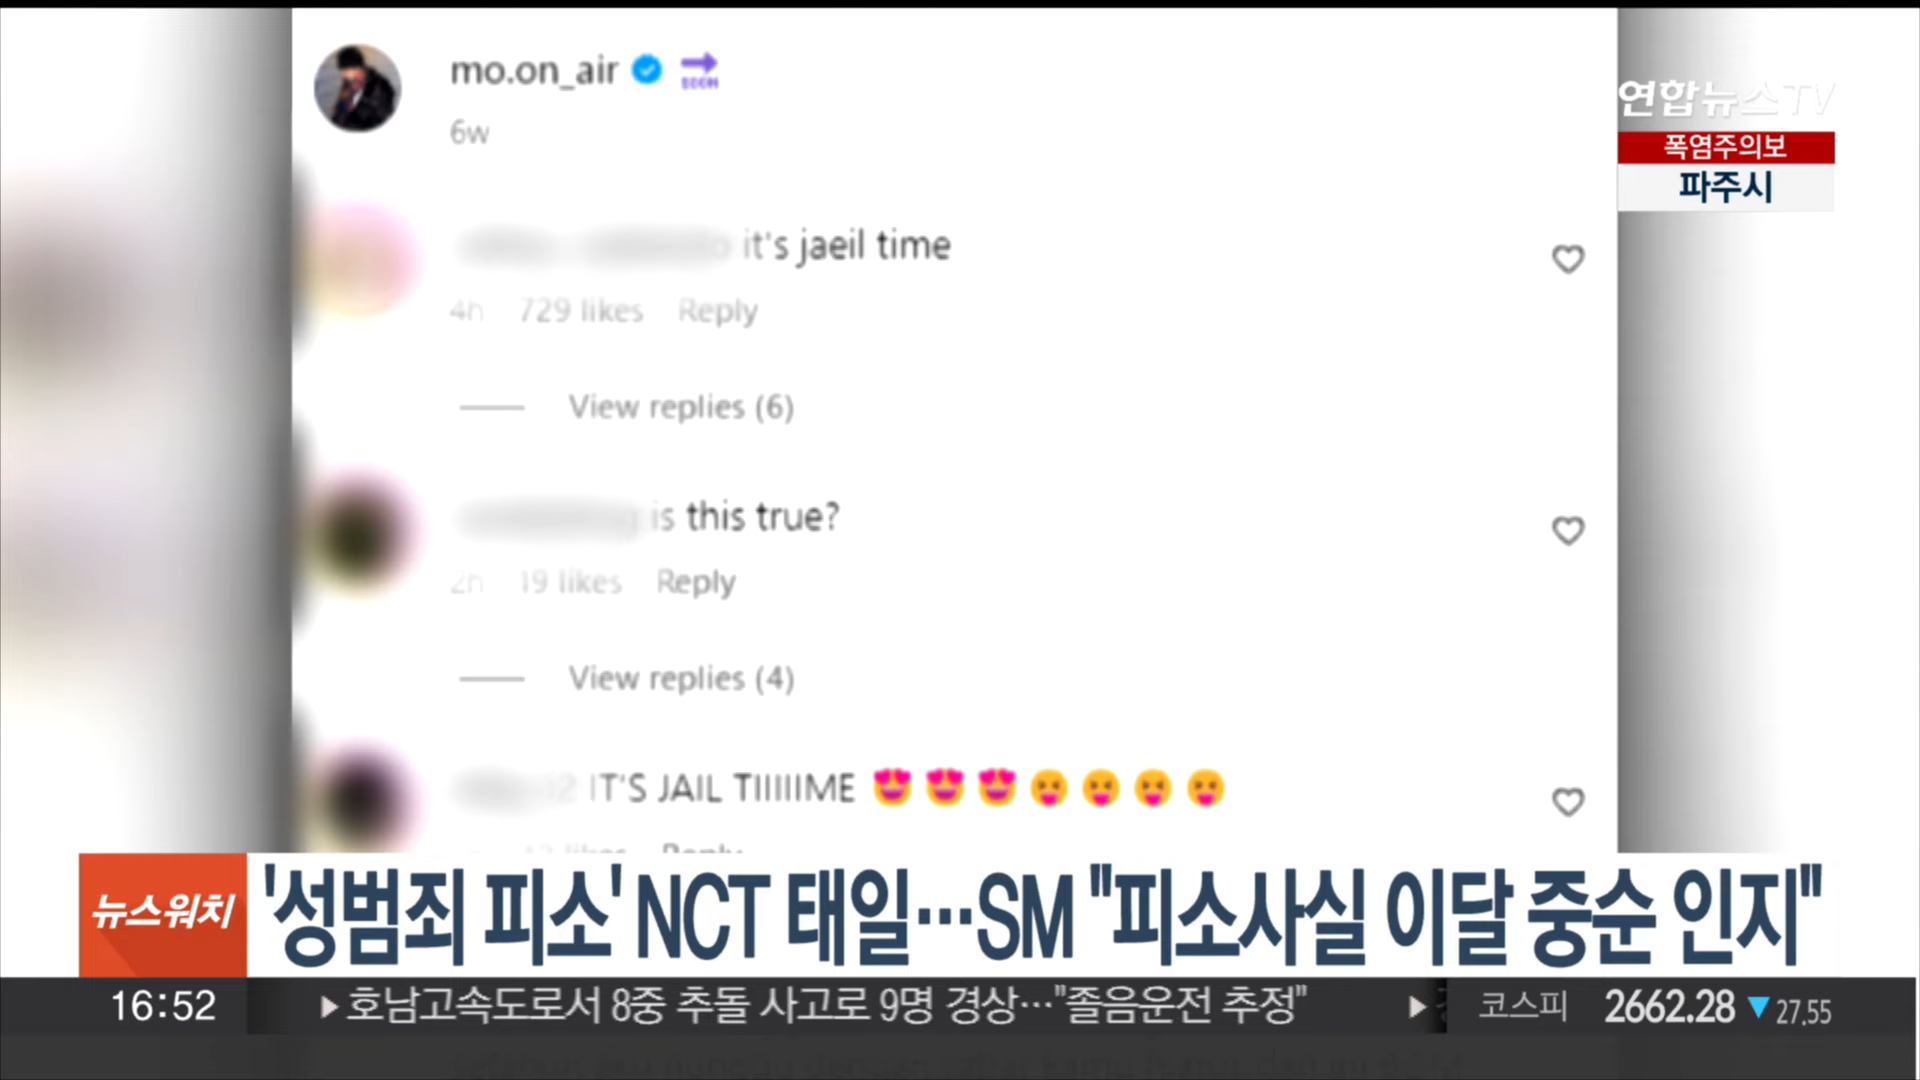 mo.on_air
SOON
6w
연합뉴스TV
폭염주의보
파주시
it's jaeil time
4h 729 likes Reply
View replies (6)
is this true?
2h 19 likes Reply
View replies (4)
IT'S JAIL TIIIIIIME 😍😍😍😝😝😝😝
뉴스워치
'성범죄 피소' NCT 태일…SM "피소사실 이달 중순 인지"
16:52
▶호남고속도로서 8중 추돌 사고로 9명 경상…"졸음운전 추정"
▶
코스피 2662.28 ▼27.55